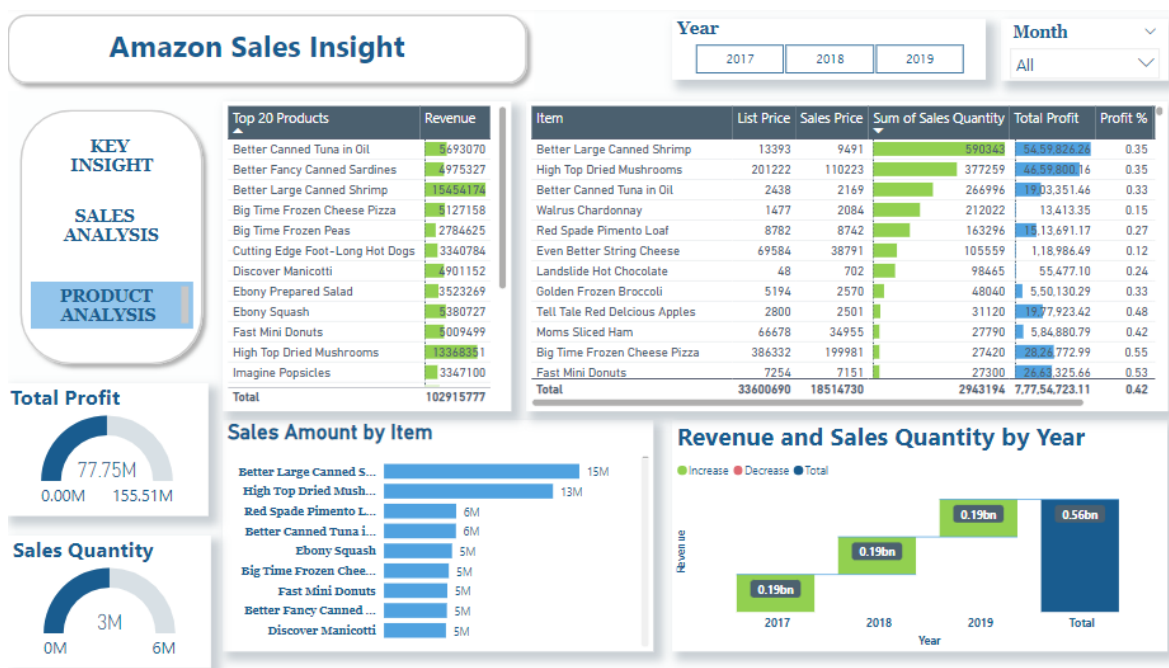 Amazon Sales Insight
Year
2017 2018 2019
Month
All
KEY
INSIGHT
SALES
ANALYSIS
PRODUCT
ANALYSIS
Top 20 Products Revenue
Better Canned Tuna in Oil 5693070
Better Fancy Canned Sardines 4975327
Better Large Canned Shrimp 15454174
Big Time Frozen Cheese Pizza 5127158
Big Time Frozen Peas 2784625
Cutting Edge Foot-Long Hot Dogs 3340784
Discover Manicotti 4901152
Ebony Prepared Salad 3523269
Ebony Squash 5380727
Fast Mini Donuts 5009499
High Top Dried Mushrooms 13368351
Imagine Popsicles 3347100
Total 102915777
Item List Price Sales Price Sum of Sales Quantity Total Profit Profit %
Better Large Canned Shrimp 13393 9491 590343 54,59,826.26 0.35
High Top Dried Mushrooms 201222 110223 377259 46,59,800.16 0.35
Better Canned Tuna in Oil 2438 2169 266996 19,03,351.46 0.33
Walrus Chardonnay 1477 2084 212022 13,413.35 0.15
Red Spade Pimento Loaf 8782 8742 163296 15,13,691.17 0.27
Even Better String Cheese 69584 38791 105559 1,18,986.49 0.12
Landslide Hot Chocolate 48 702 98465 55,477.10 0.24
Golden Frozen Broccoli 5194 2570 48040 5,50,130.29 0.33
Tell Tale Red Delcious Apples 2800 2501 31120 19,77,923.42 0.48
Moms Sliced Ham 66678 34955 27790 5,84,880.79 0.42
Big Time Frozen Cheese Pizza 386332 199981 27420 28,26,772.99 0.55
Fast Mini Donuts 7254 7151 27300 26,63,325.66 0.53
Total 33600690 18514730 2943194 7,77,54,723.11 0.42
Total Profit
77.75M
0.00M 155.51M
Sales Quantity
3M
0M 6M
Sales Amount by Item
Better Large Canned S... 15M
High Top Dried Mush... 13M
Red Spade Pimento L... 6M
Better Canned Tuna i... 6M
Ebony Squash 5M
Big Time Frozen Chee... 5M
Fast Mini Donuts 5M
Better Fancy Canned ... 5M
Discover Manicotti 5M
Revenue and Sales Quantity by Year
Increase Decrease Total
Revenue
0.19bn 0.19bn 0.19bn 0.56bn
2017 2018 2019 Total
Year